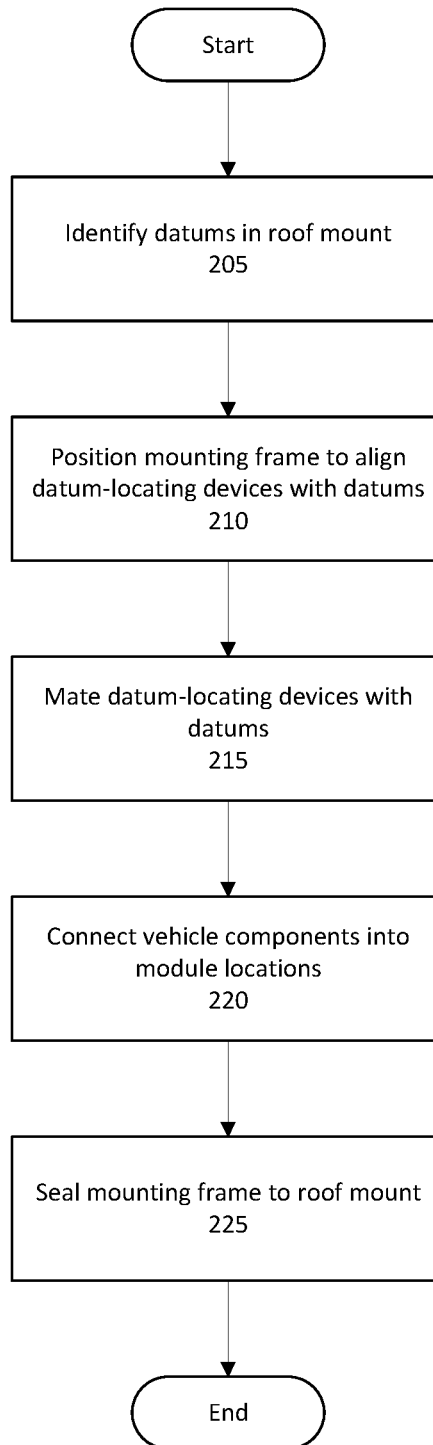 Start
Identify datums in roof mount
205
Position mounting frame to align
datum-locating devices with datums
210
Mate datum-locating devices with
datums
215
Connect vehicle components into
module locations
220
Seal mounting frame to roof mount
225
End